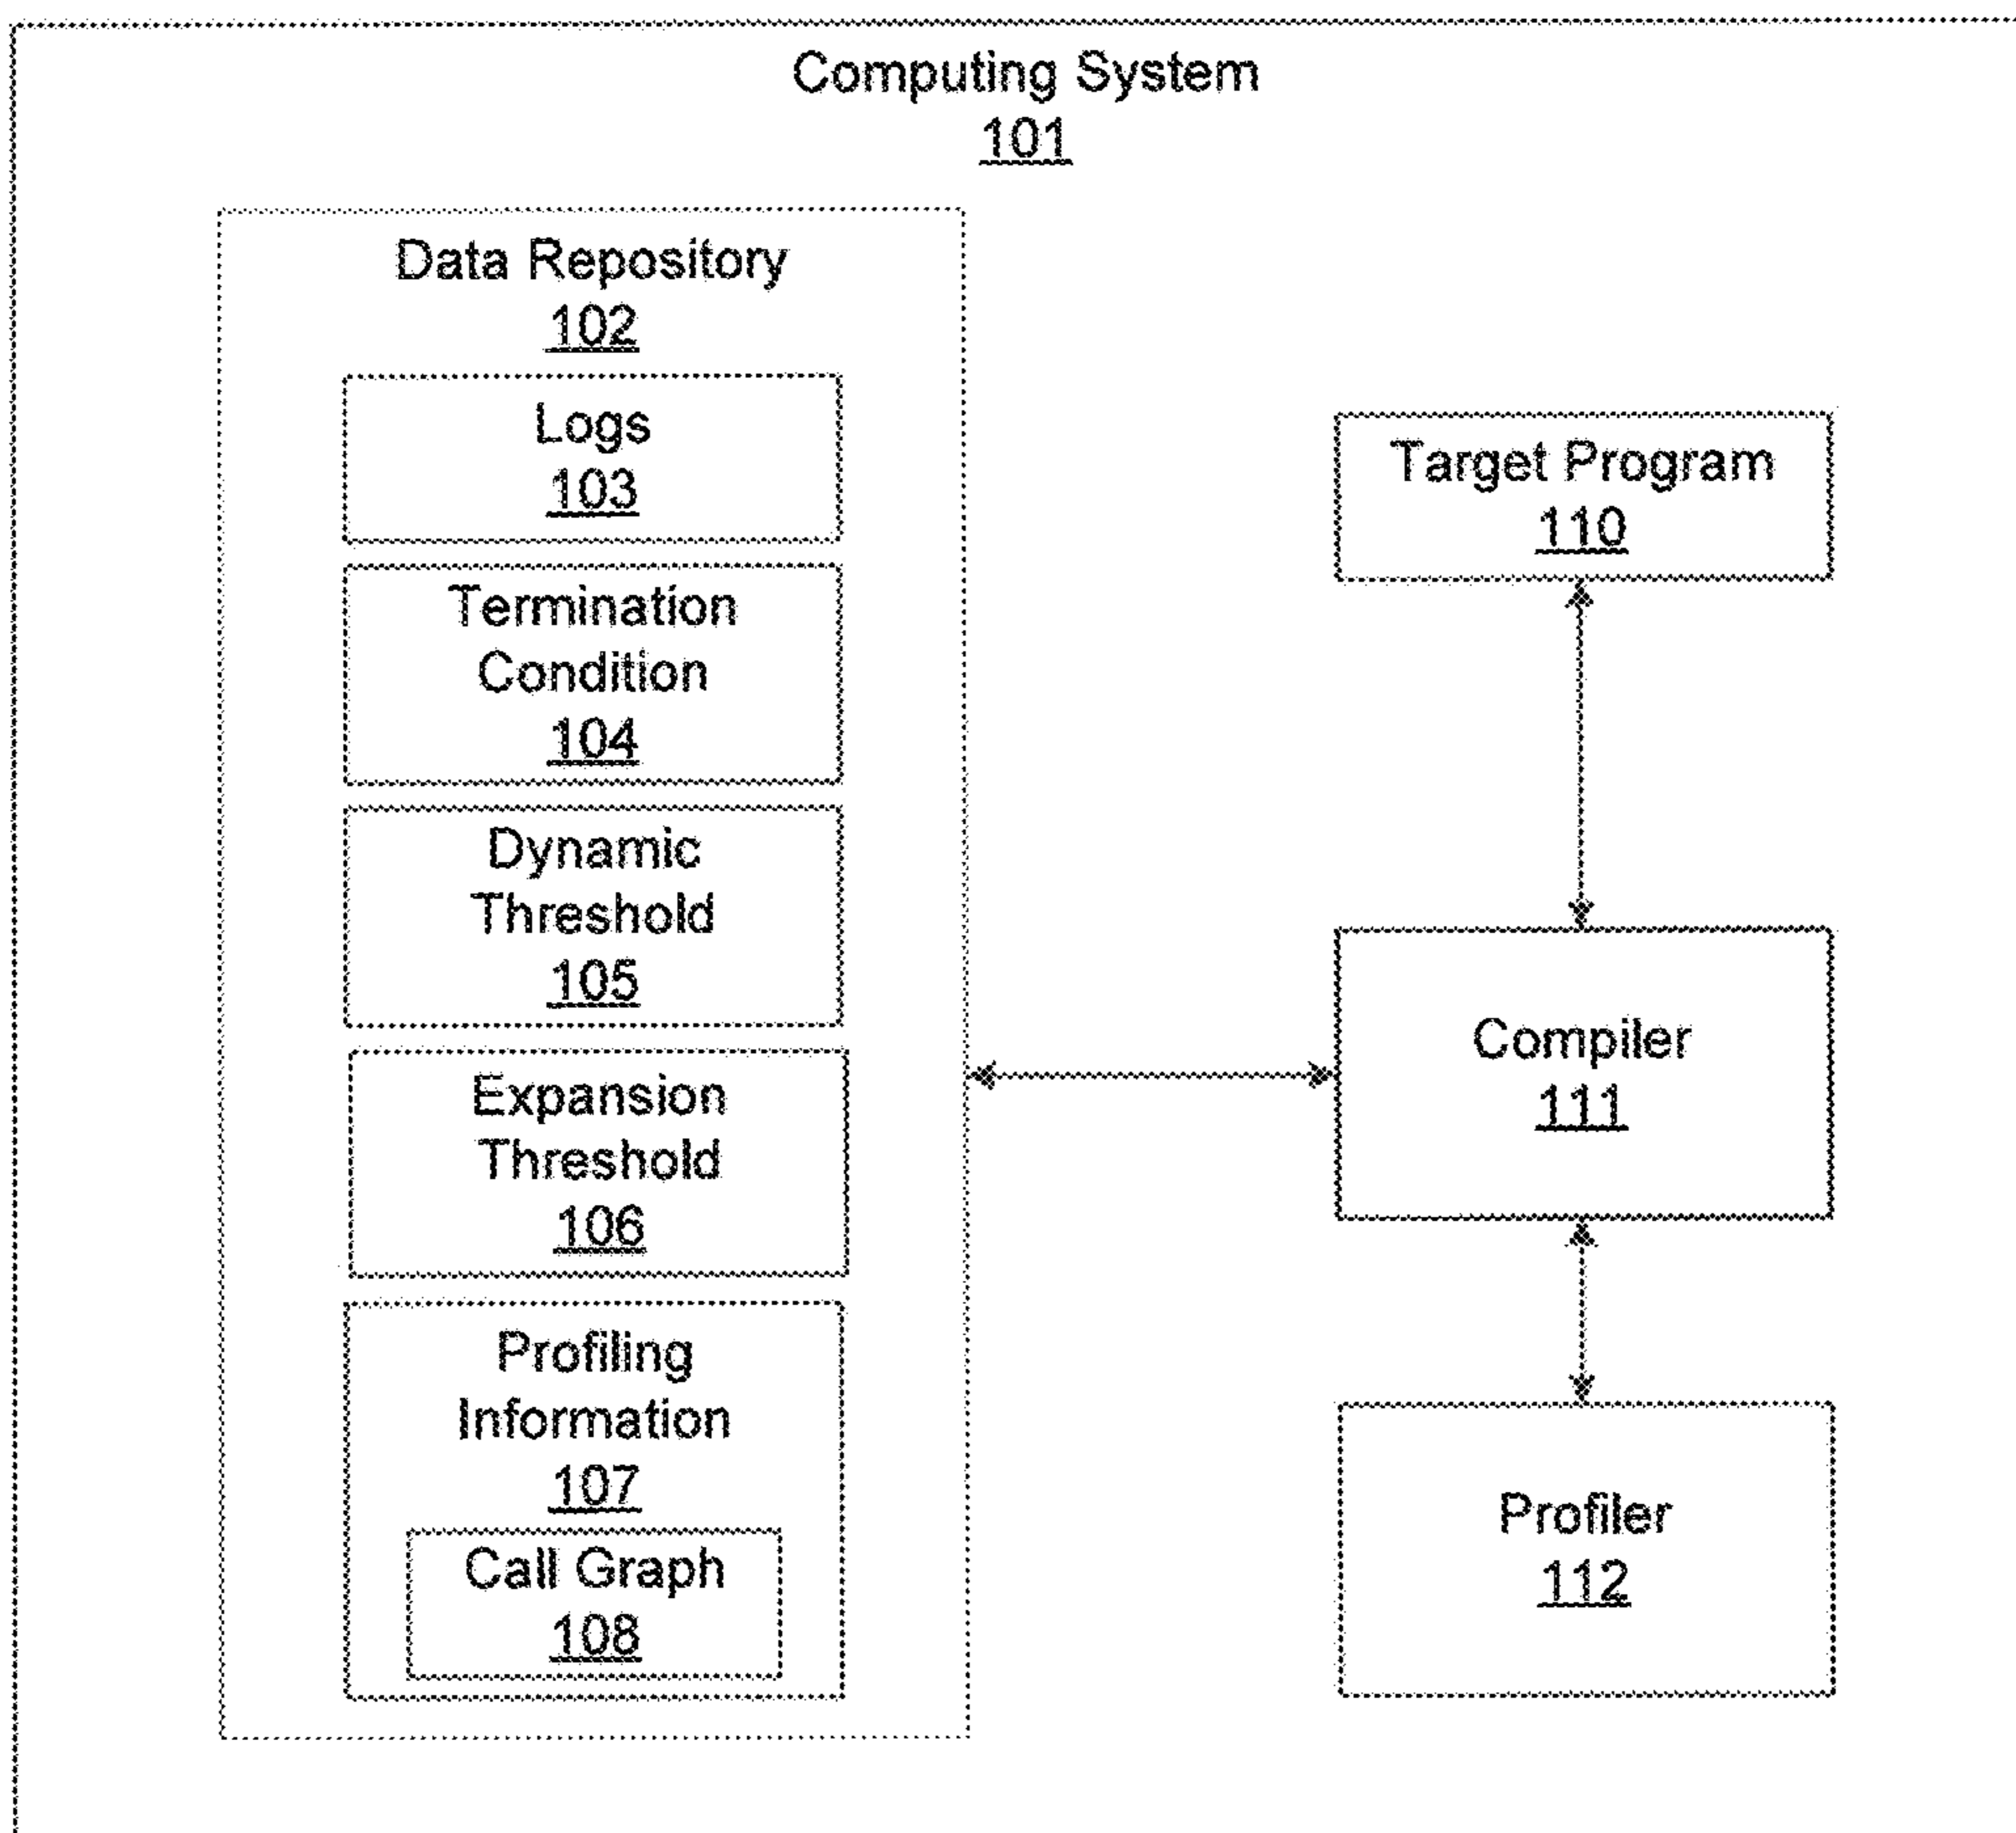 Computing System
101
Data Repository
102
Logs
103
Termination
Condition
104
Dynamic
Threshold
105
Expansion
Threshold
106
Profiling
Information
107
Call Graph
108
Target Program
110
Compiler
111
Profiler
112